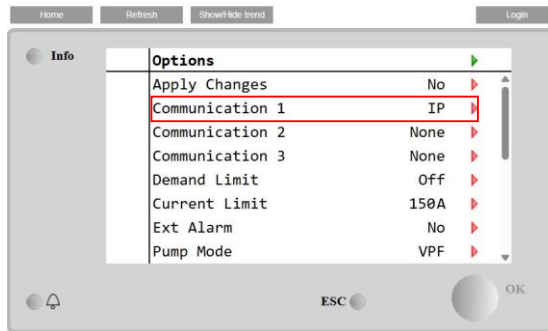 Home Refresh Show/Hide trend Login
Info
Options
Apply Changes No
Communication 1 IP
Communication 2 None
Communication 3 None
Demand Limit Off
Current Limit 150A
Ext Alarm No
Pump Mode VPF
ESC OK